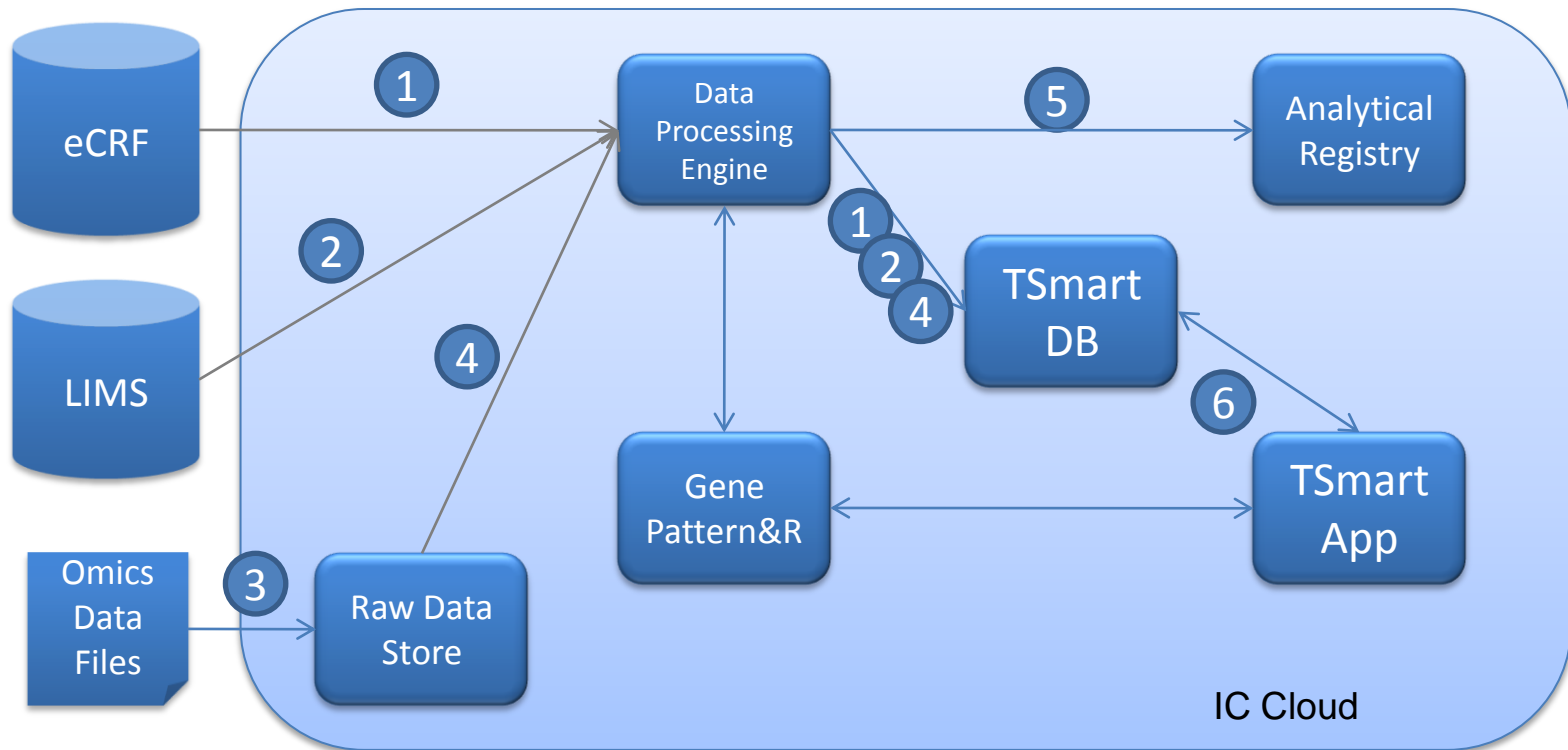 eCRF
1
Data
Processing
Engine
5
Analytical
Registry
LIMS
2
4
1
2
4
TSmart
DB
6
Gene
Pattern&R
TSmart
App
Omics
Data
Files
3
Raw Data
Store
IC Cloud